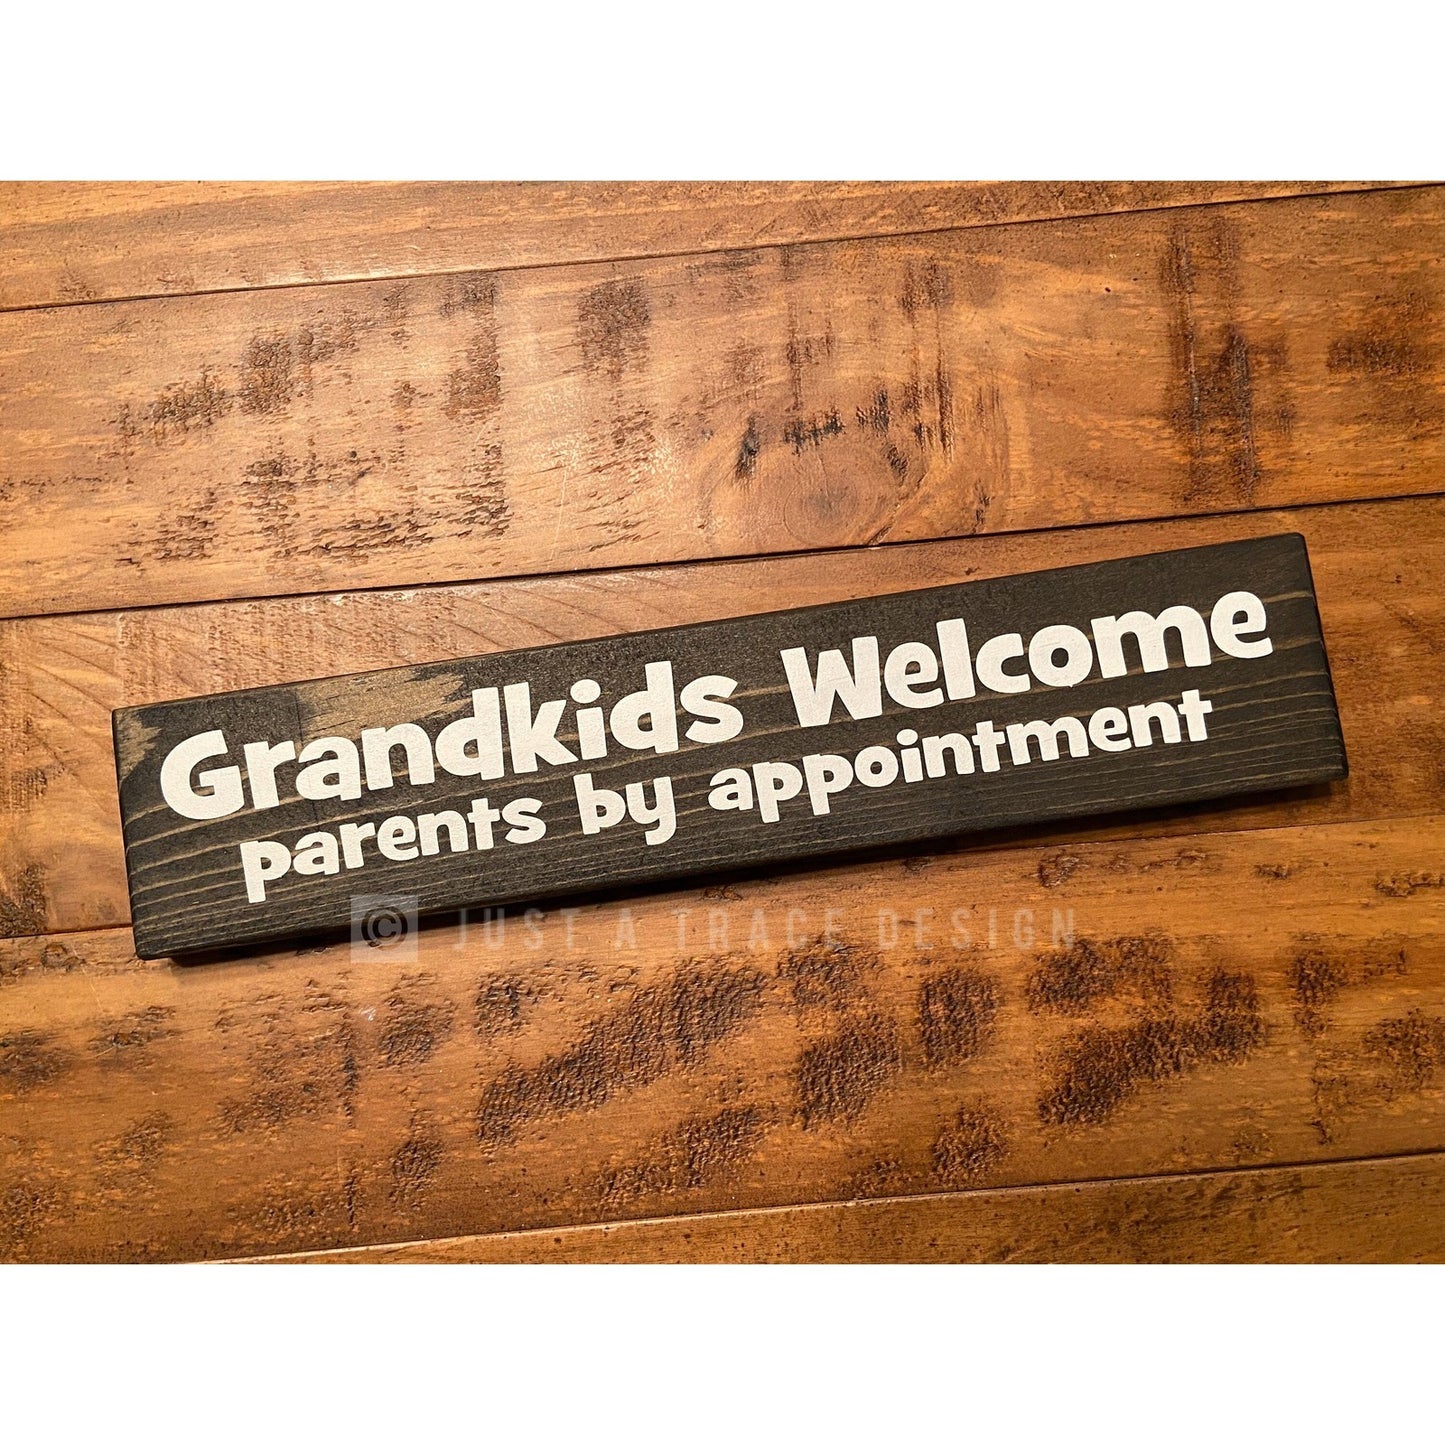 Grandkids Welcome
parents by appointment
© JUST A TRACE DESIGN